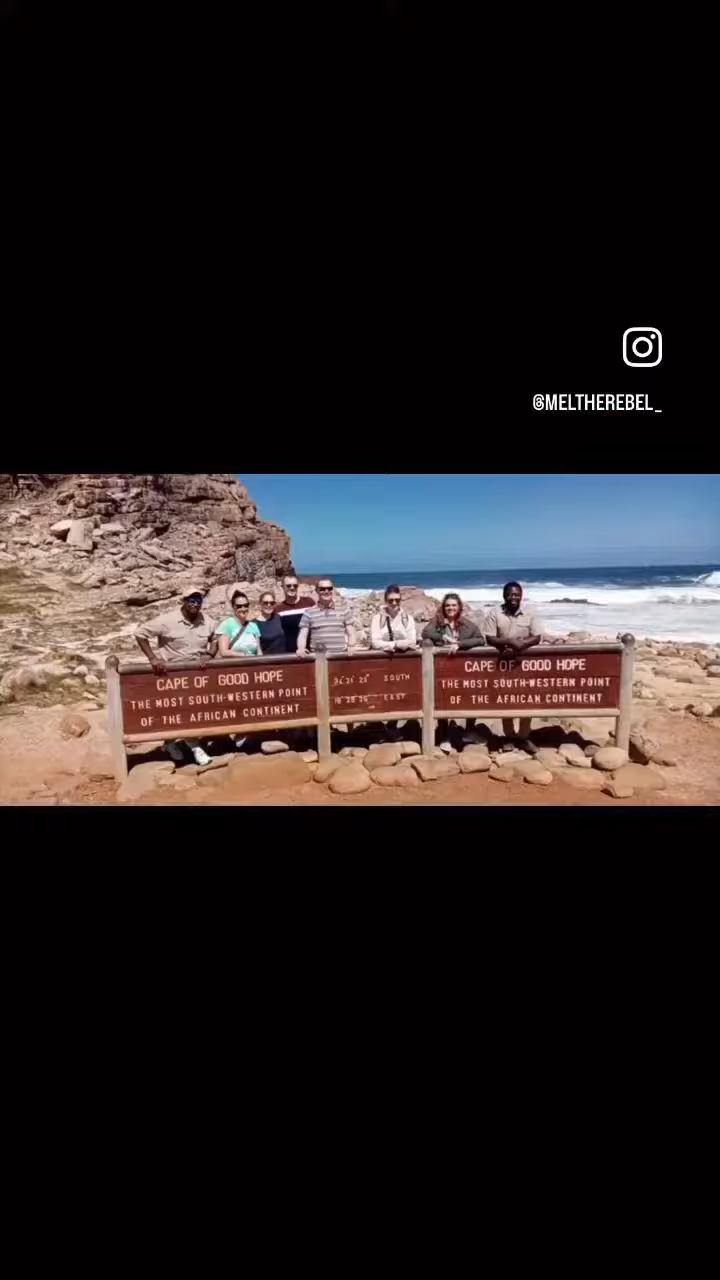 @MELTHEREBEL_
CAPE OF GOOD HOPE
THE MOST SOUTH-WESTERN POINT
OF THE AFRICAN CONTINENT
SOUTH
EAST
CAPE OF GOOD HOPE
THE MOST SOUTH-WESTERN POINT
OF THE AFRICAN CONTINENT